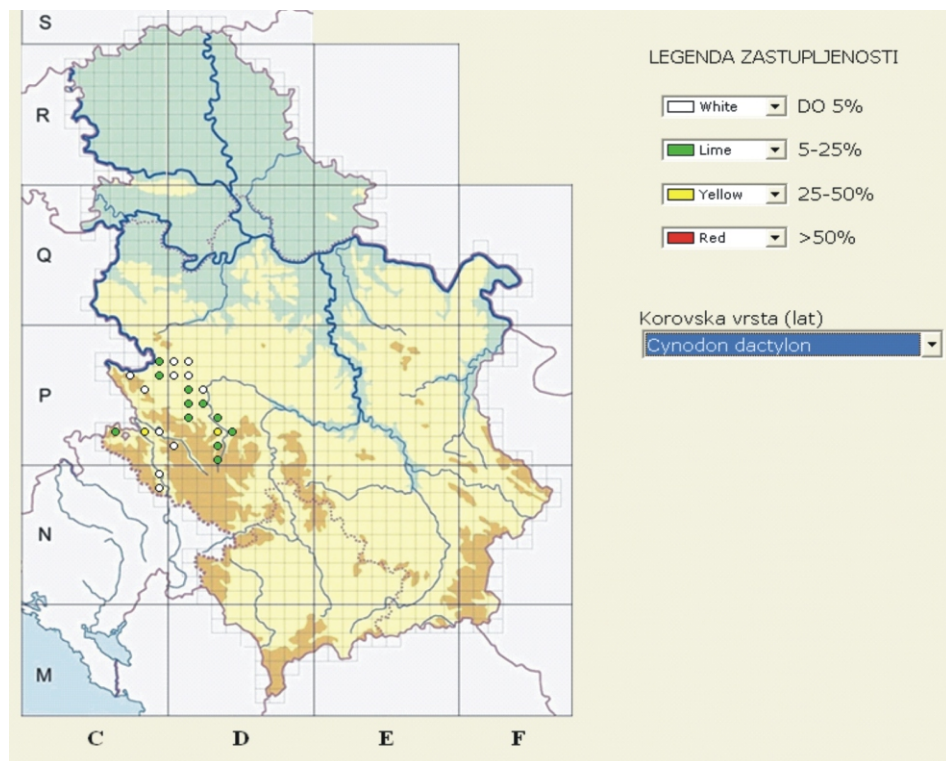 S
R
Q
P
N
M
C D E F
LEGENDA ZASTUPLJENOSTI
White DO 5%
Lime 5-25%
Yellow 25-50%
Red >50%
Korovska vrsta (lat)
Cynodon dactylon